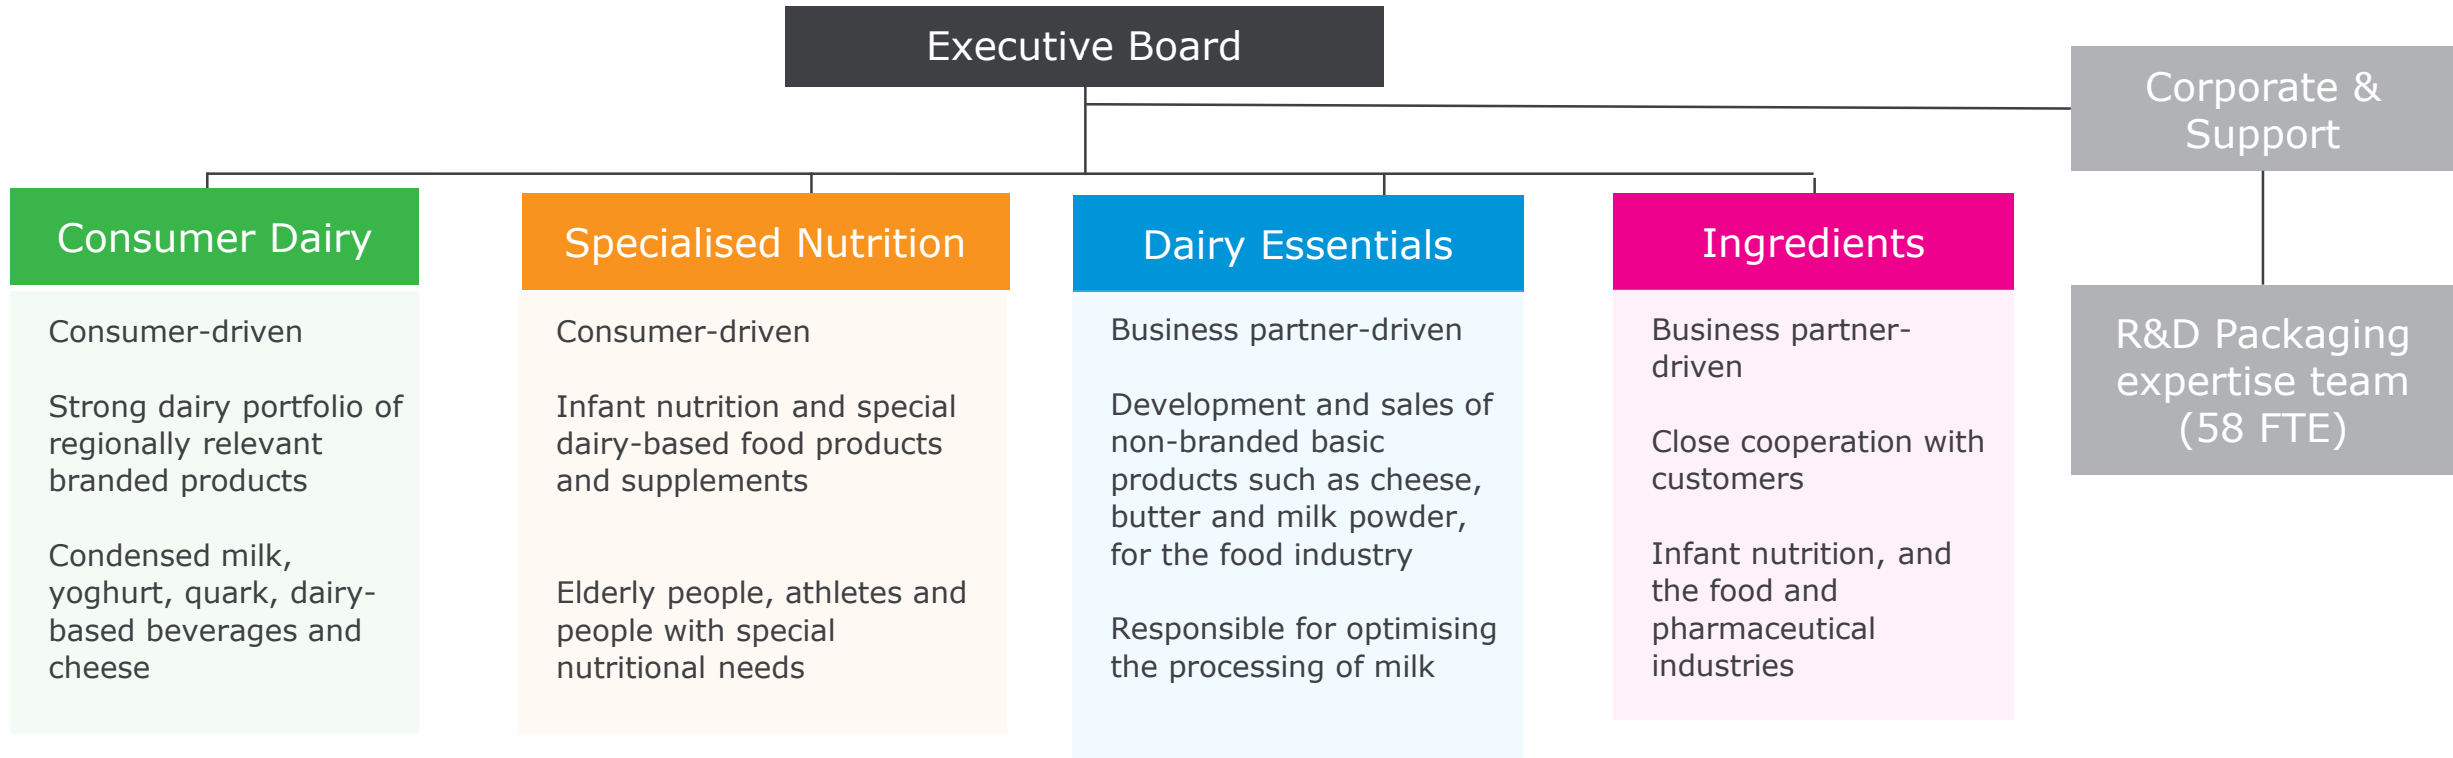 Executive Board
Corporate &
Support
Consumer Dairy
Consumer-driven
Strong dairy portfolio of
regionally relevant
branded products
Condensed milk,
yoghurt, quark, dairy-
based beverages and
cheese
Specialised Nutrition
Consumer-driven
Infant nutrition and special
dairy-based food products
and supplements
Elderly people, athletes and
people with special
nutritional needs
Dairy Essentials
Business partner-driven
Development and sales of
non-branded basic
products such as cheese,
butter and milk powder,
for the food industry
Responsible for optimising
the processing of milk
Ingredients
Business partner-
driven
Close cooperation with
customers
Infant nutrition, and
the food and
pharmaceutical
industries
R&D Packaging
expertise team
(58 FTE)